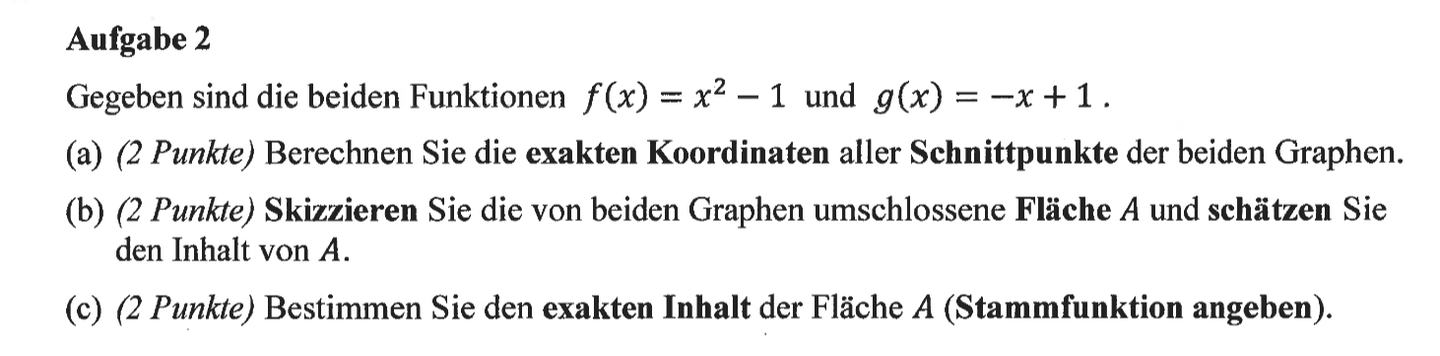 Aufgabe 2
Gegeben sind die beiden Funktionen f(x) = x² − 1 und g(x) = −x + 1 .
(a) (2 Punkte) Berechnen Sie die exakten Koordinaten aller Schnittpunkte der beiden Graphen.
(b) (2 Punkte) Skizzieren Sie die von beiden Graphen umschlossene Fläche A und schätzen Sie
den Inhalt von A.
(c) (2 Punkte) Bestimmen Sie den exakten Inhalt der Fläche A (Stammfunktion angeben).